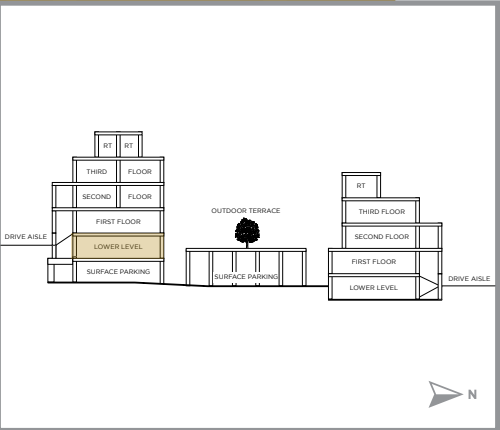 RT RT
THIRD FLOOR
SECOND FLOOR
FIRST FLOOR
DRIVE AISLE
LOWER LEVEL
SURFACE PARKING
OUTDOOR TERRACE
SURFACE PARKING
RT
THIRD FLOOR
SECOND FLOOR
FIRST FLOOR
LOWER LEVEL
DRIVE AISLE
N